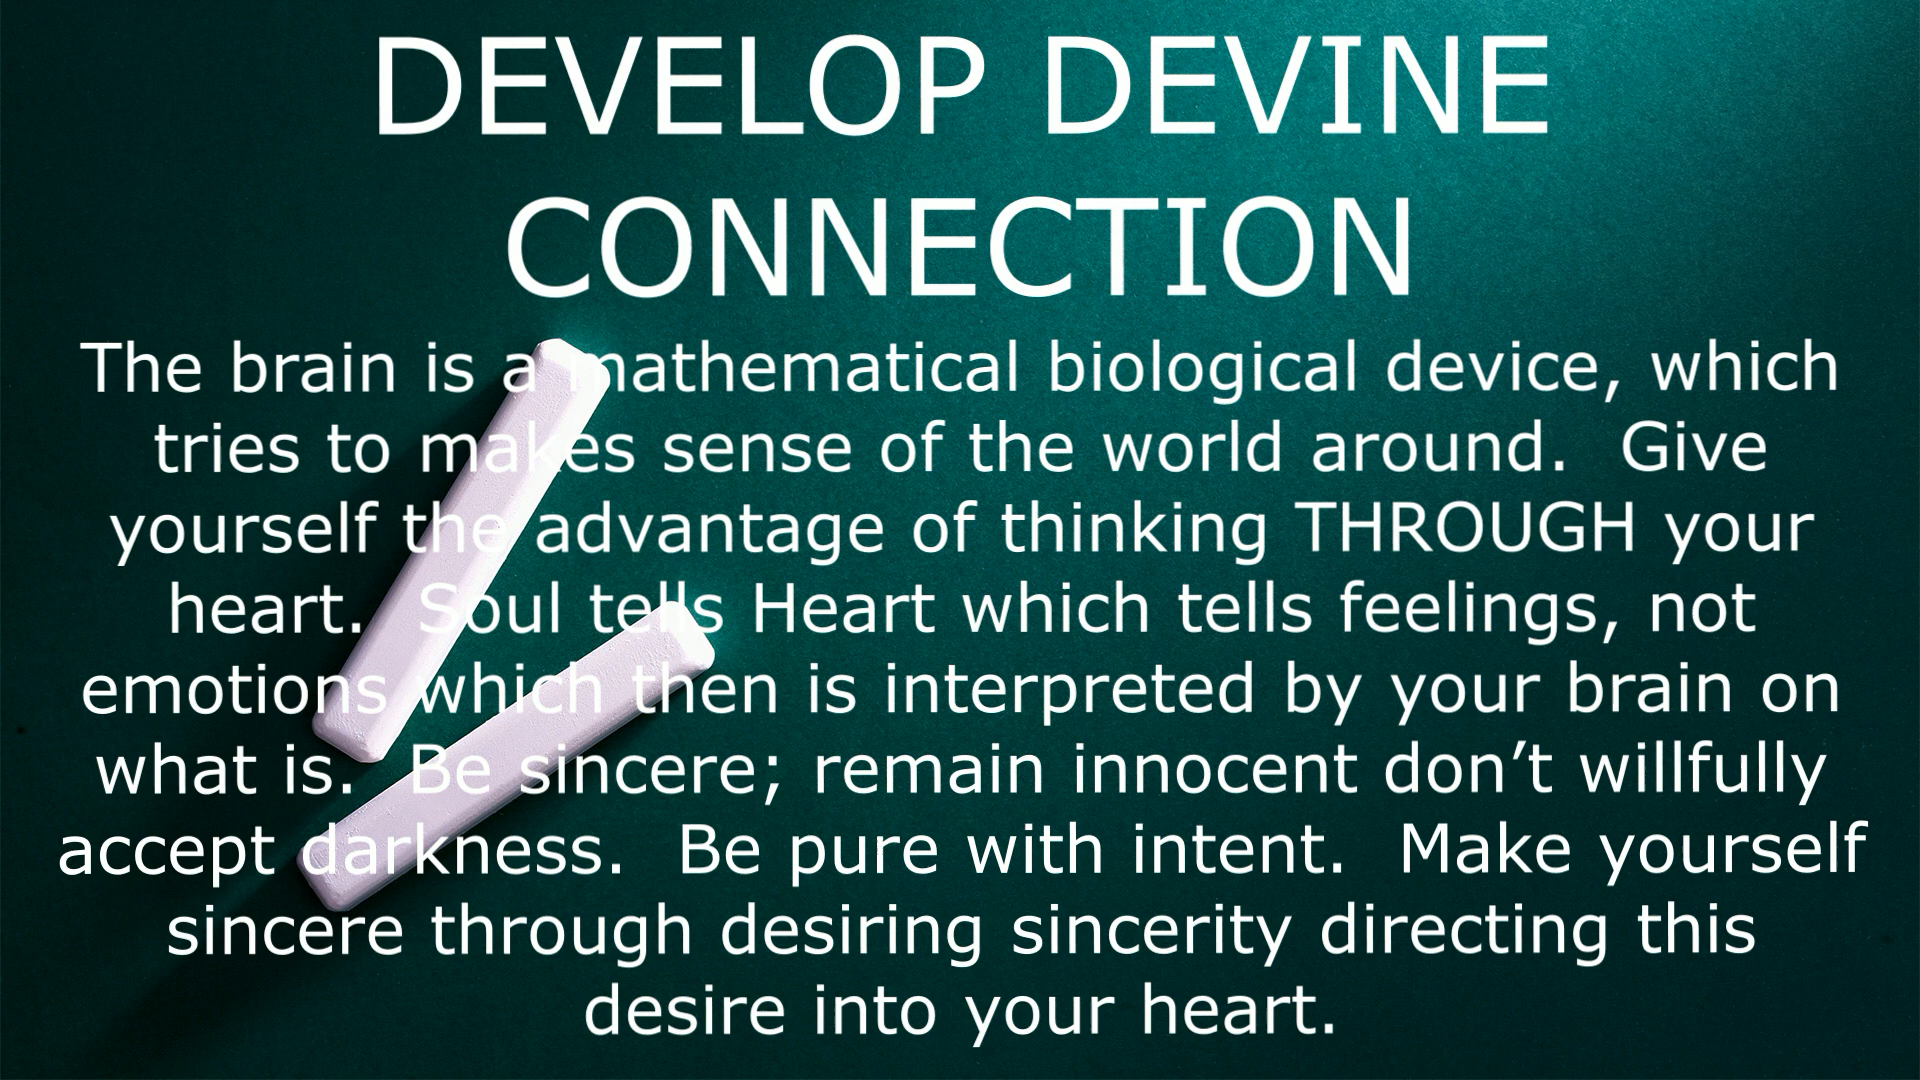 DEVELOP DEVINE
CONNECTION
The brain is a mathematical biological device, which
tries to makes sense of the world around.  Give
yourself the advantage of thinking THROUGH your
heart.  Soul tells Heart which tells feelings, not
emotions which then is interpreted by your brain on
what is.  Be sincere; remain innocent don’t willfully
accept darkness.  Be pure with intent.  Make yourself
sincere through desiring sincerity directing this
desire into your heart.